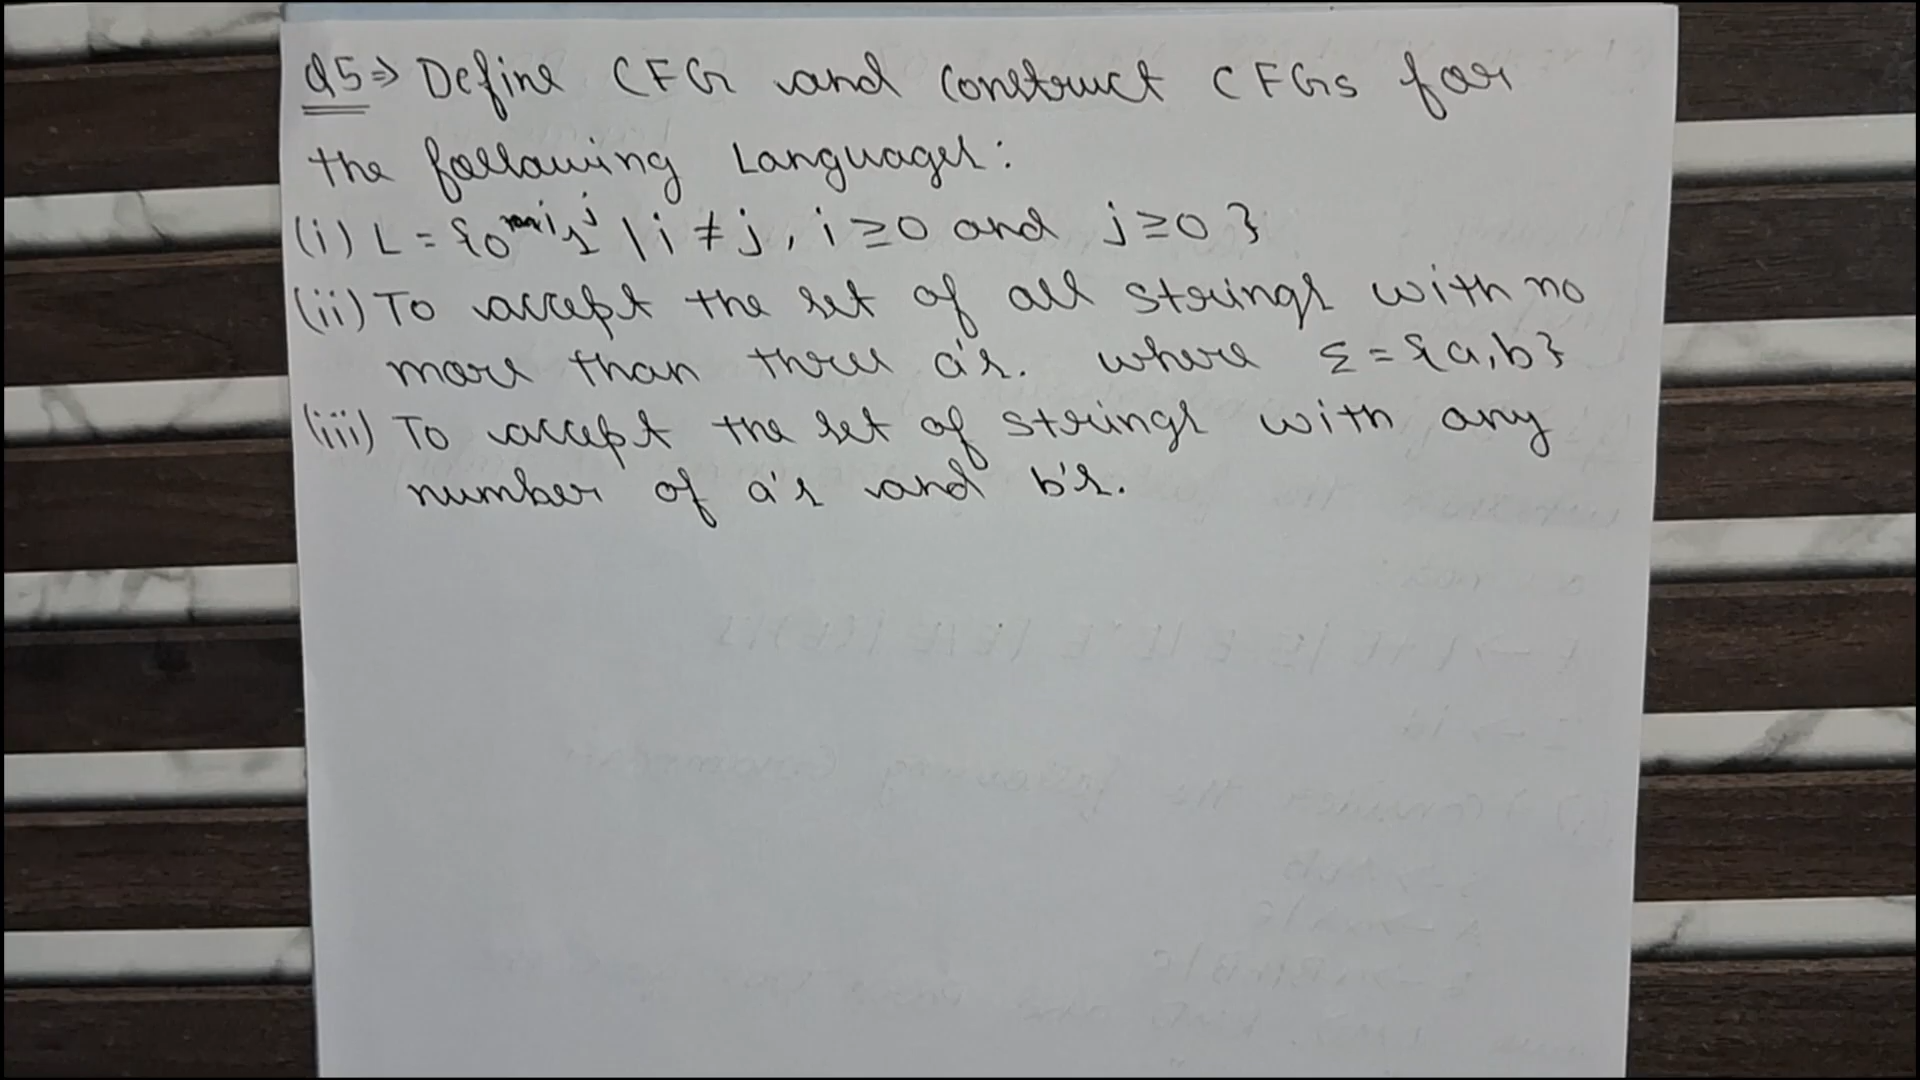 Q5⇒ Define CFG and construct CFGs for
the following Languages:
(i) L = {0^i 1^j | i ≠ j, i ≥ 0 and j ≥ 0 }
(ii) To accept the set of all strings with no
more than three a's. where Σ = {a,b}
(iii) To accept the set of strings with any
number of a's and b's.